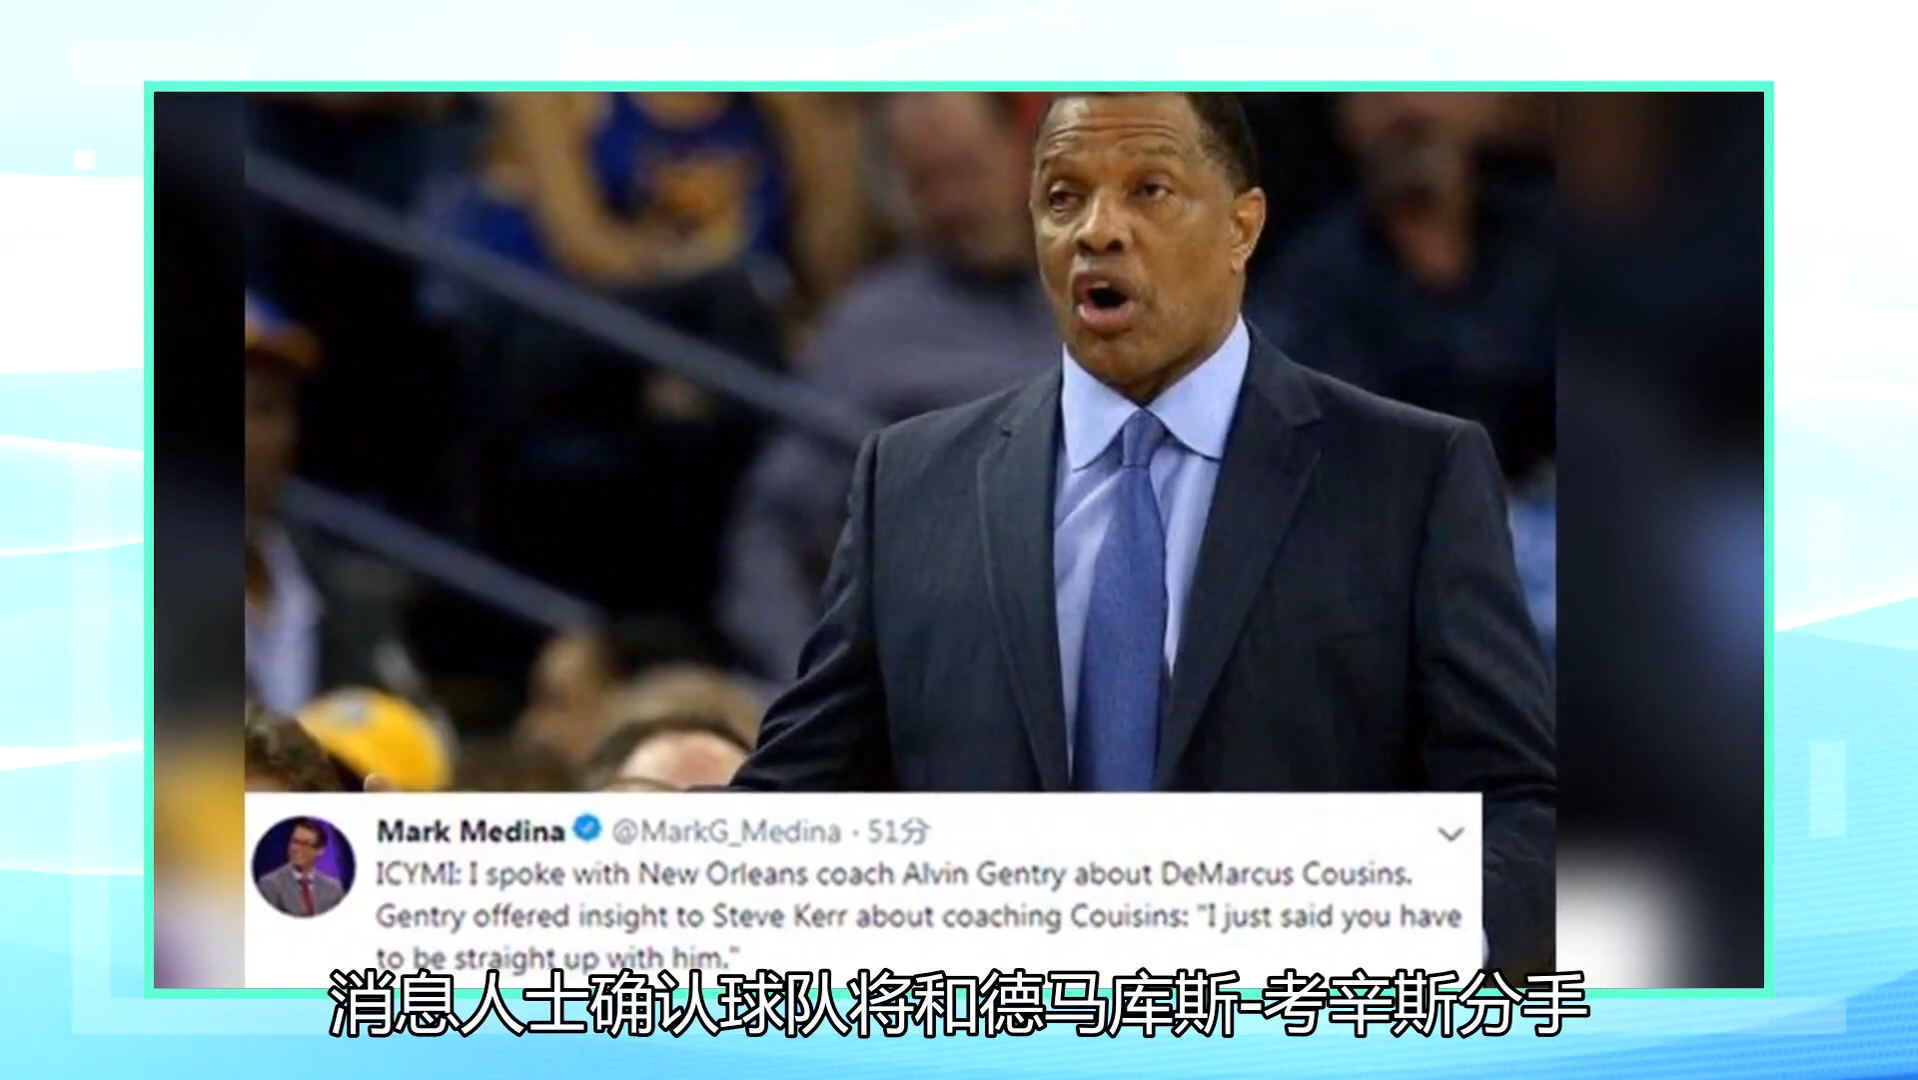 Mark Medina @MarkG_Medina · 51分
ICYMI: I spoke with New Orleans coach Alvin Gentry about DeMarcus Cousins.
Gentry offered insight to Steve Kerr about coaching Couisins: "I just said you have
to be straight up with him."
消息人士确认球队将和德马库斯-考辛斯分手